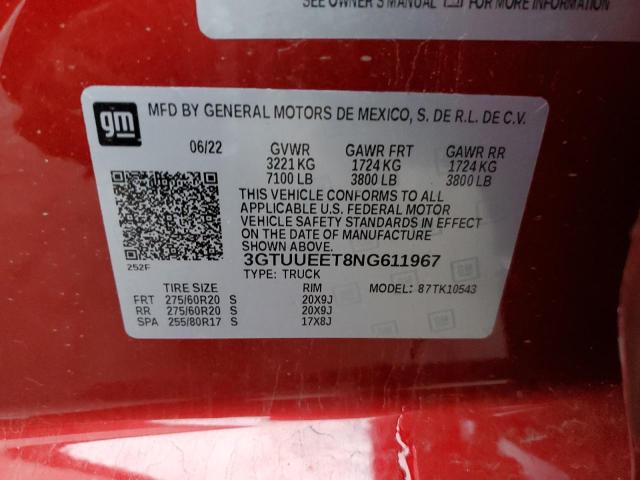 SEE OWNER'S MANUAL FOR MORE INFORMATION
gm
MFD BY GENERAL MOTORS DE MEXICO, S. DE R.L. DE C.V.
06/22 GVWR GAWR FRT GAWR RR
3221 KG 1724 KG 1724 KG
7100 LB 3800 LB 3800 LB
THIS VEHICLE CONFORMS TO ALL
APPLICABLE U.S. FEDERAL MOTOR
VEHICLE SAFETY STANDARDS IN EFFECT
ON THE DATE OF MANUFACTURE
SHOWN ABOVE.
252F
3GTUUEET8NG611967
TYPE: TRUCK
TIRE SIZE RIM MODEL: 87TK10543
FRT 275/60R20 S 20X9J
RR 275/60R20 S 20X9J
SPA 255/80R17 S 17X8J